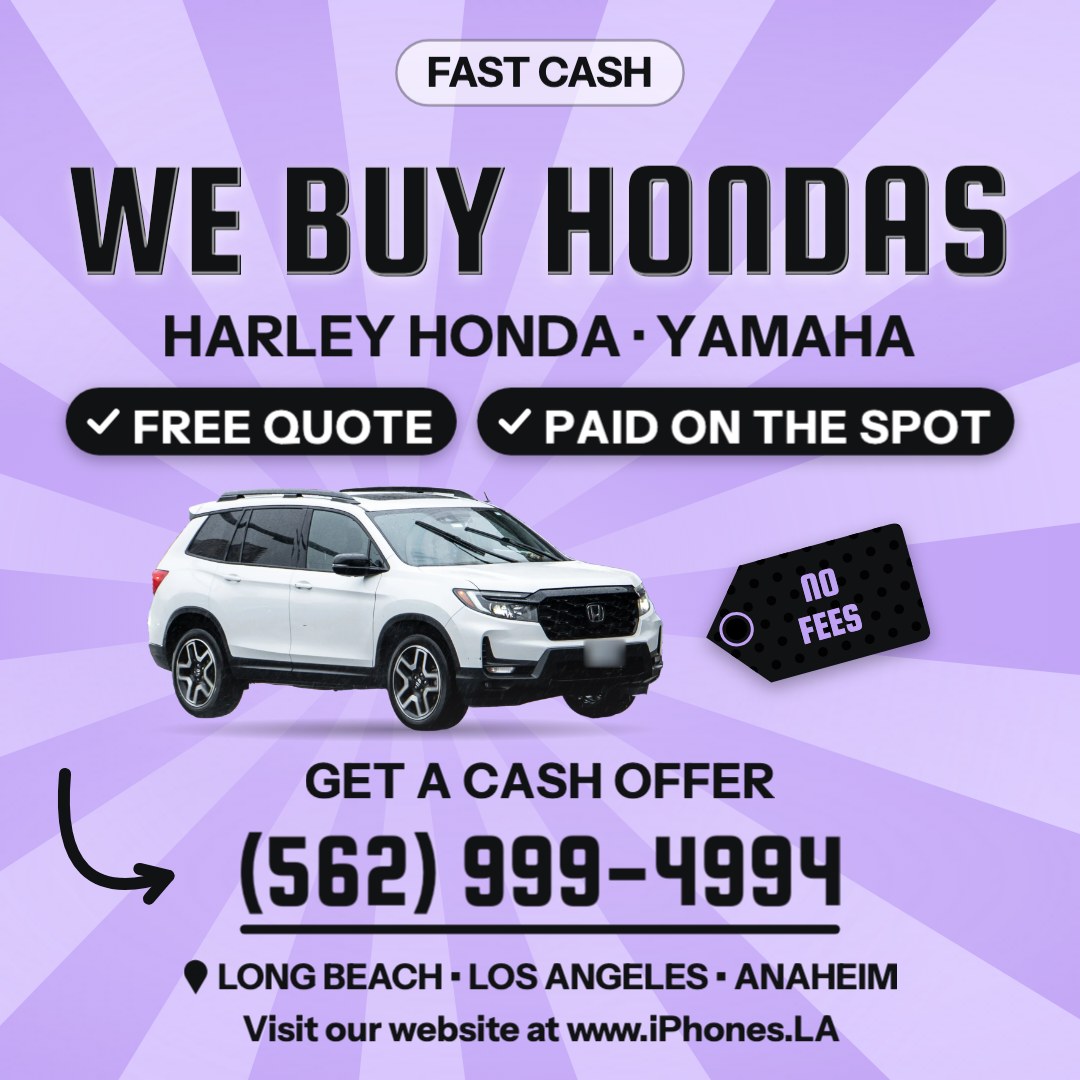 FAST CASH
WE BUY HONDAS
HARLEY HONDA · YAMAHA
✓ FREE QUOTE ✓ PAID ON THE SPOT
NO
FEES
GET A CASH OFFER
(562) 999-4994
LONG BEACH · LOS ANGELES · ANAHEIM
Visit our website at www.iPhones.LA